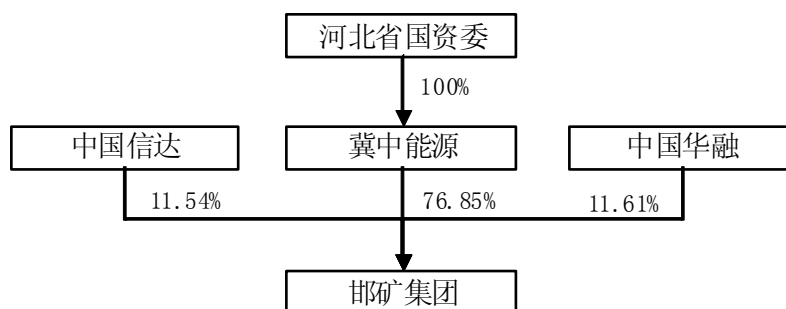 河北省国资委
100%
中国信达
冀中能源
中国华融
11.54%
76.85%
11.61%
邯矿集团